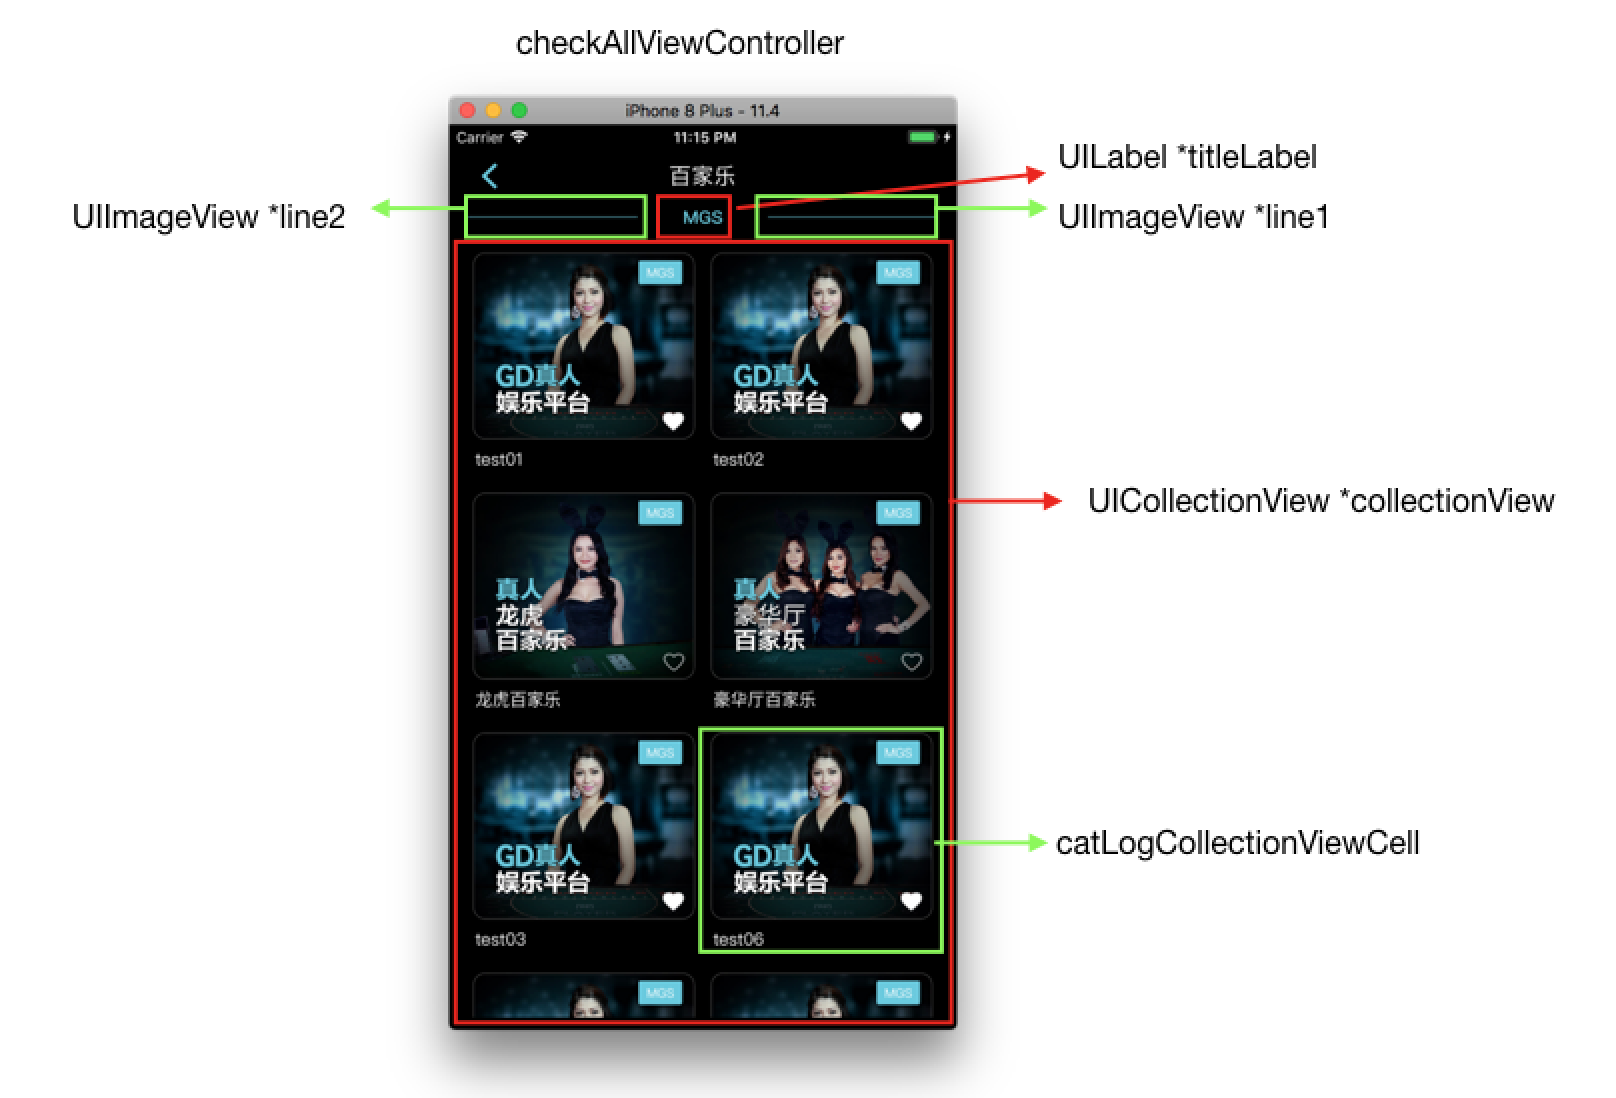 checkAllViewController
iPhone 8 Plus - 11.4
Carrier
11:15 PM
百家乐
UILabel *titleLabel
UIImageView *line2
MGS
UIImageView *line1
MGS
MGS
GD真人
娱乐平台
GD真人
娱乐平台
test01
test02
MGS
MGS
UICollectionView *collectionView
真人
龙虎
百家乐
真人
豪华厅
百家乐
龙虎百家乐
豪华厅百家乐
MGS
MGS
GD真人
娱乐平台
GD真人
娱乐平台
catLogCollectionViewCell
test03
test06
MGS
MGS